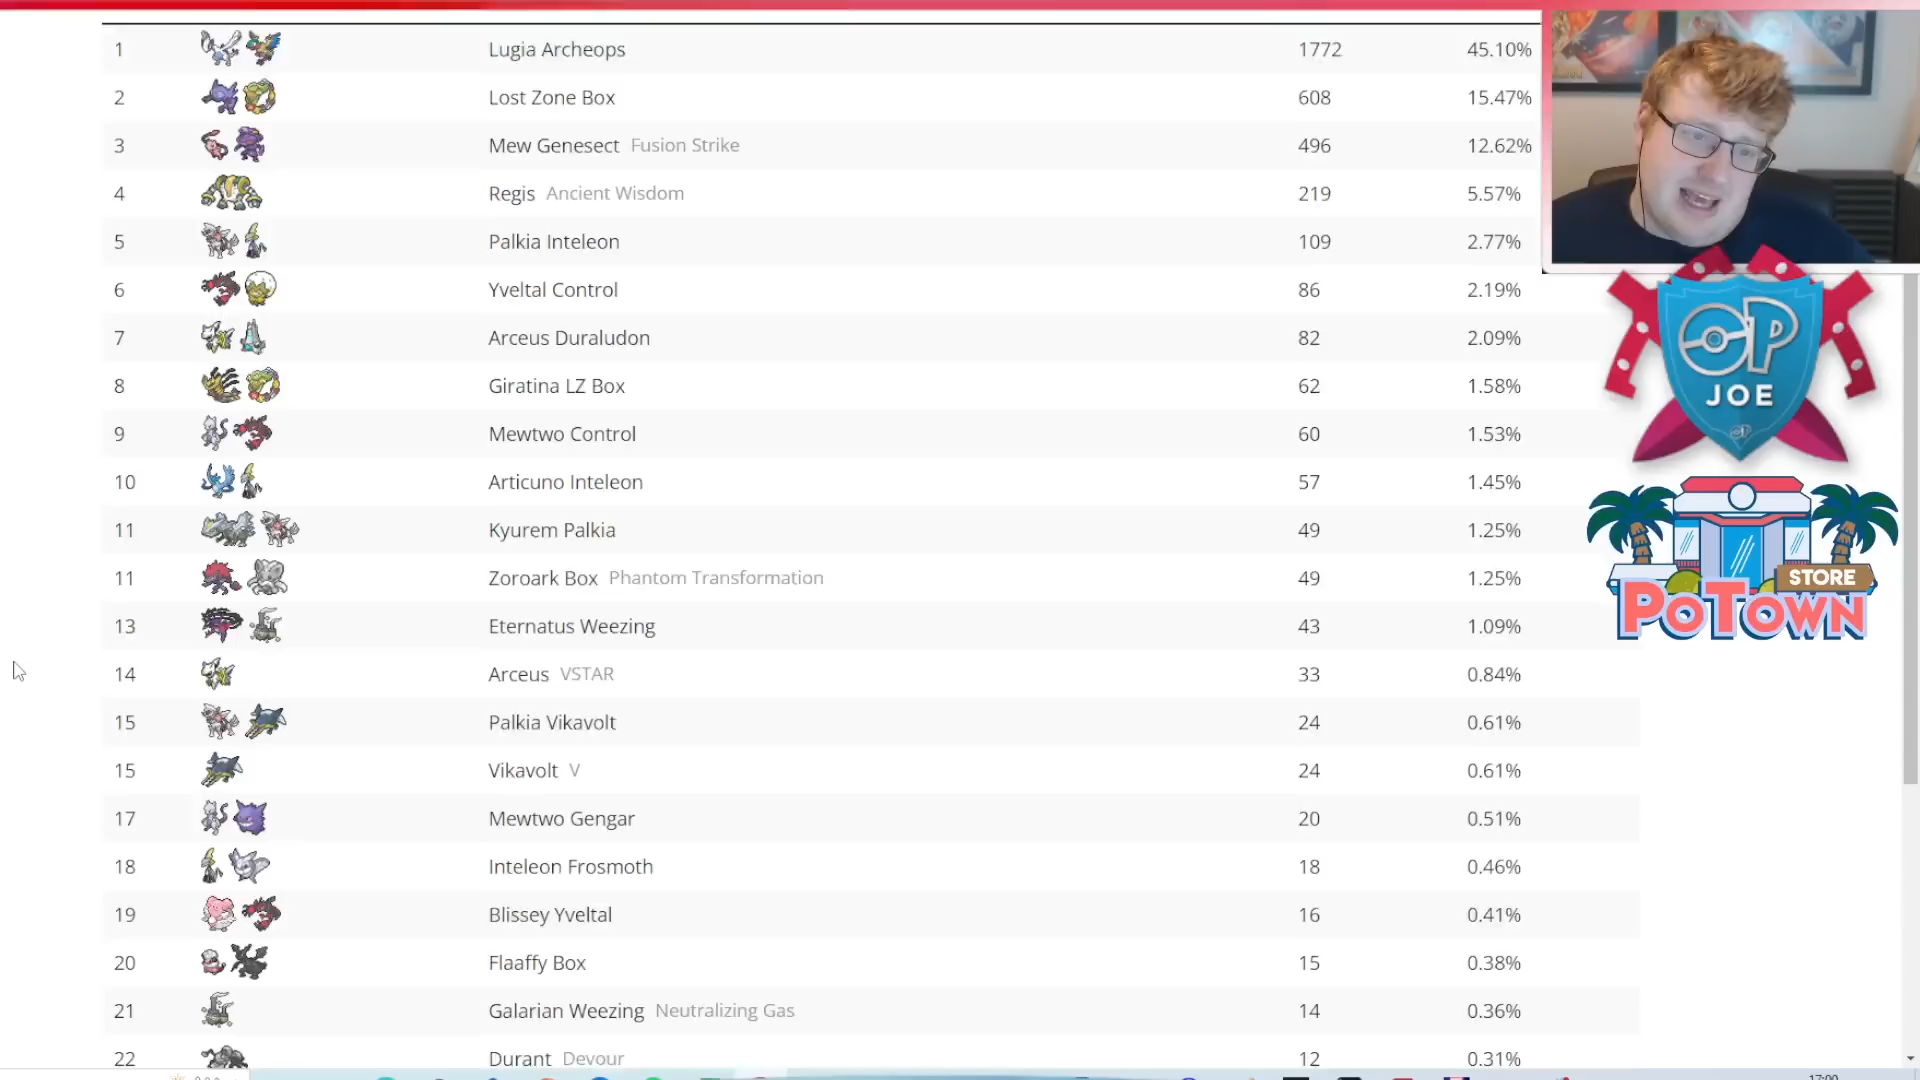 1 Lugia Archeops 1772 45.10%
2 Lost Zone Box 608 15.47%
3 Mew Genesect Fusion Strike 496 12.62%
4 Regis Ancient Wisdom 219 5.57%
5 Palkia Inteleon 109 2.77%
6 Yveltal Control 86 2.19%
7 Arceus Duraludon 82 2.09%
8 Giratina LZ Box 62 1.58%
9 Mewtwo Control 60 1.53%
10 Articuno Inteleon 57 1.45%
11 Kyurem Palkia 49 1.25%
11 Zoroark Box Phantom Transformation 49 1.25%
13 Eternatus Weezing 43 1.09%
14 Arceus VSTAR 33 0.84%
15 Palkia Vikavolt 24 0.61%
15 Vikavolt V 24 0.61%
17 Mewtwo Gengar 20 0.51%
18 Inteleon Frosmoth 18 0.46%
19 Blissey Yveltal 16 0.41%
20 Flaaffy Box 15 0.38%
21 Galarian Weezing Neutralizing Gas 14 0.36%
22 Durant Devour 12 0.31%
OP
JOE
STORE
POTOWN
17:00